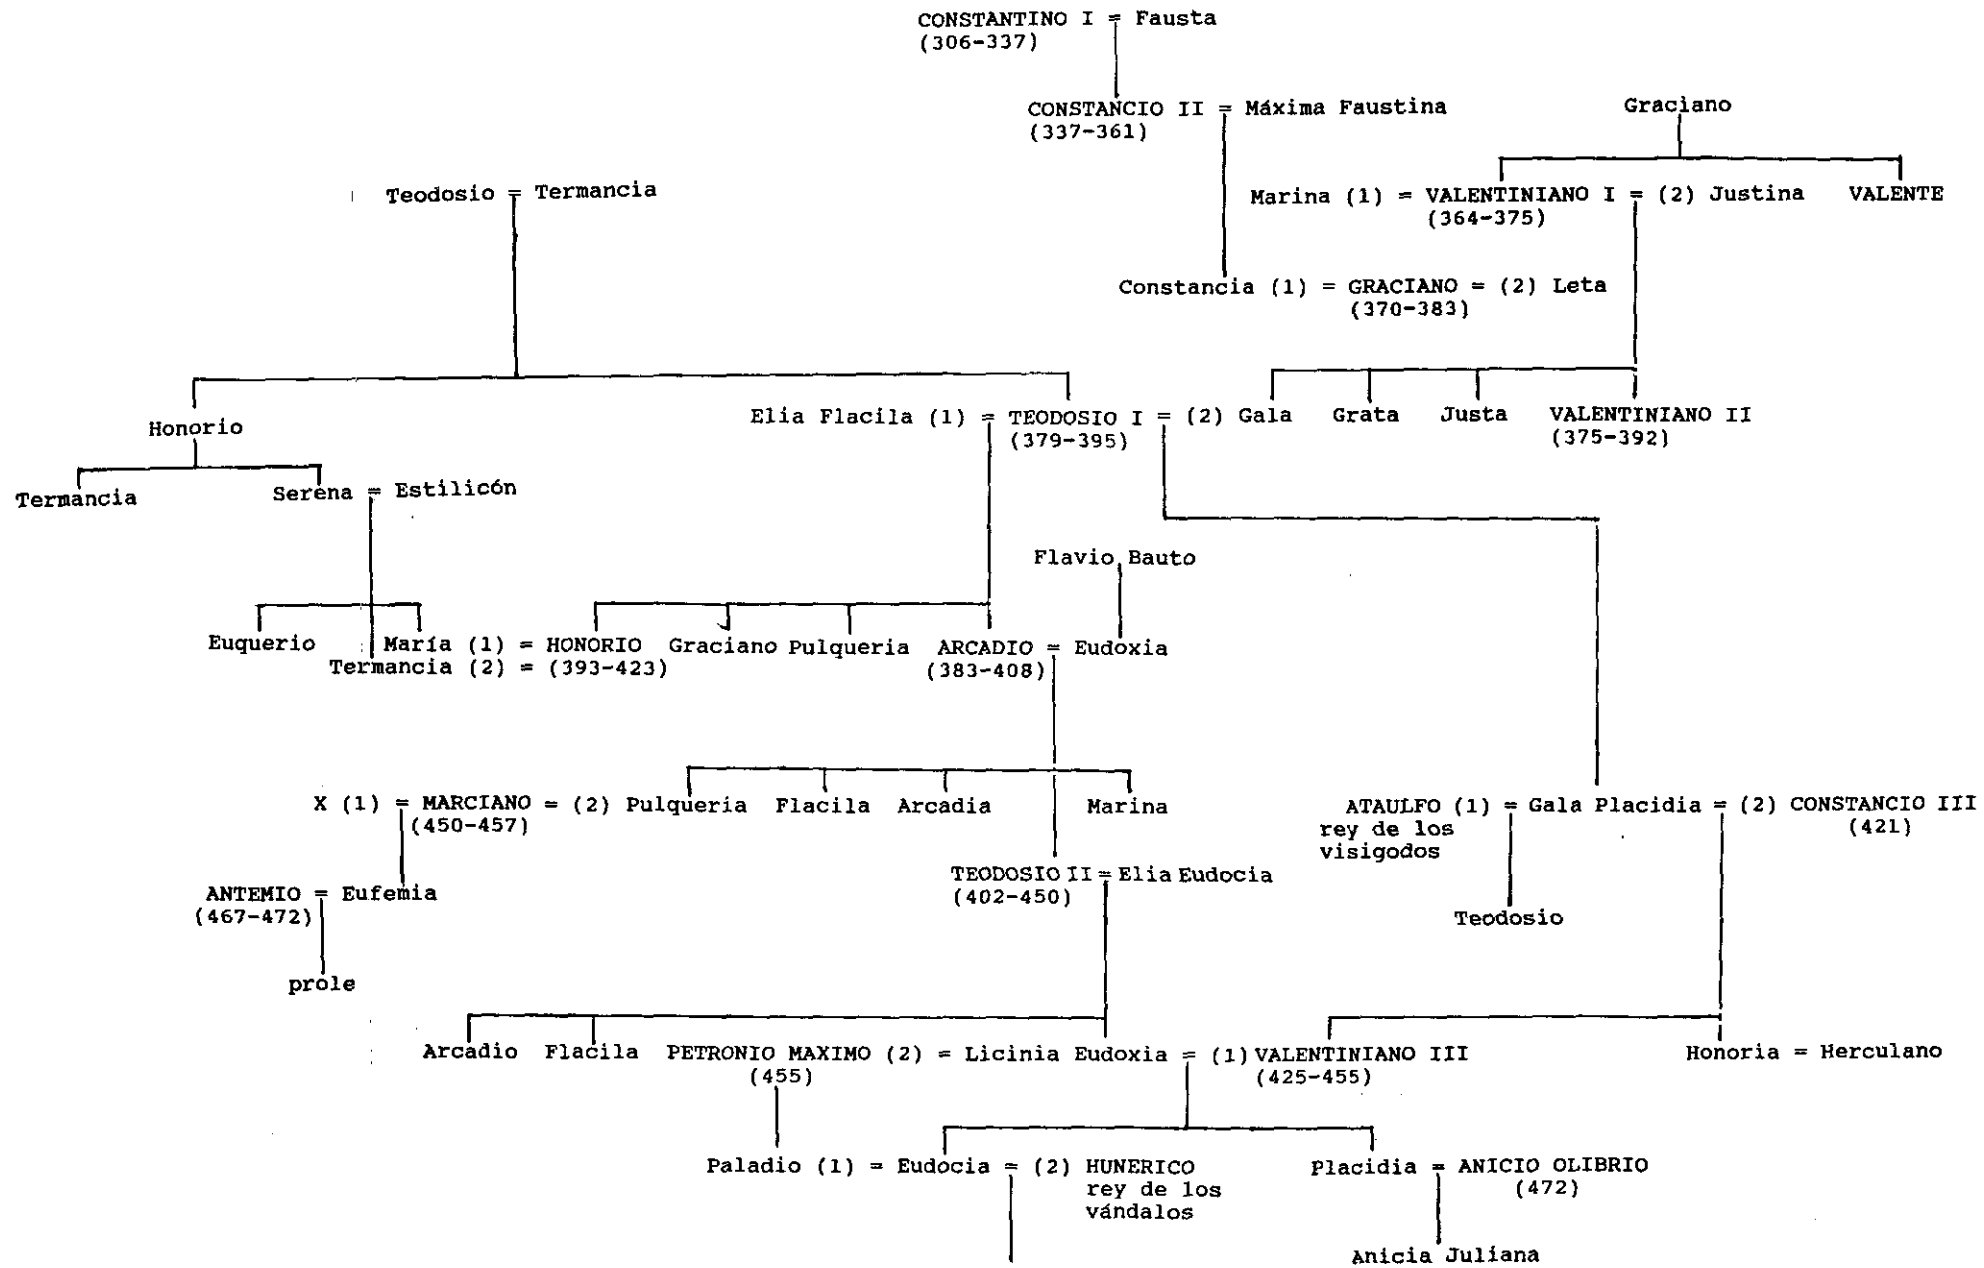 CONSTANTINO I = Fausta
(306-337)
CONSTANCIO II = Máxima Faustina Graciano
(337-361)
Teodosio = Termancia Marina (1) = VALENTINIANO I = (2) Justina VALENTE
(364-375)
Constancia (1) = GRACIANO = (2) Leta
(370-383)
Honorio Elia Flacila (1) = TEODOSIO I = (2) Gala Grata Justa VALENTINIANO II
(379-395) (375-392)
Termancia Serena = Estilicón
Flavio Bauto
Euquerio María (1) = HONORIO Graciano Pulqueria ARCADIO = Eudoxia
Termancia (2) = (393-423) (383-408)
X (1) = MARCIANO = (2) Pulqueria Flacila Arcadia Marina ATAULFO (1) = Gala Placidia = (2) CONSTANCIO III
(450-457) rey de los (421)
visigodos
TEODOSIO II = Elia Eudocia
(402-450)
ANTEMIO = Eufemia
(467-472) Teodosio
prole
Arcadio Flacila PETRONIO MAXIMO (2) = Licinia Eudoxia = (1) VALENTINIANO III Honoria = Herculano
(455) (425-455)
Paladio (1) = Eudocia = (2) HUNERICO Placidia = ANICIO OLIBRIO
rey de los (472)
vándalos
Anicia Juliana